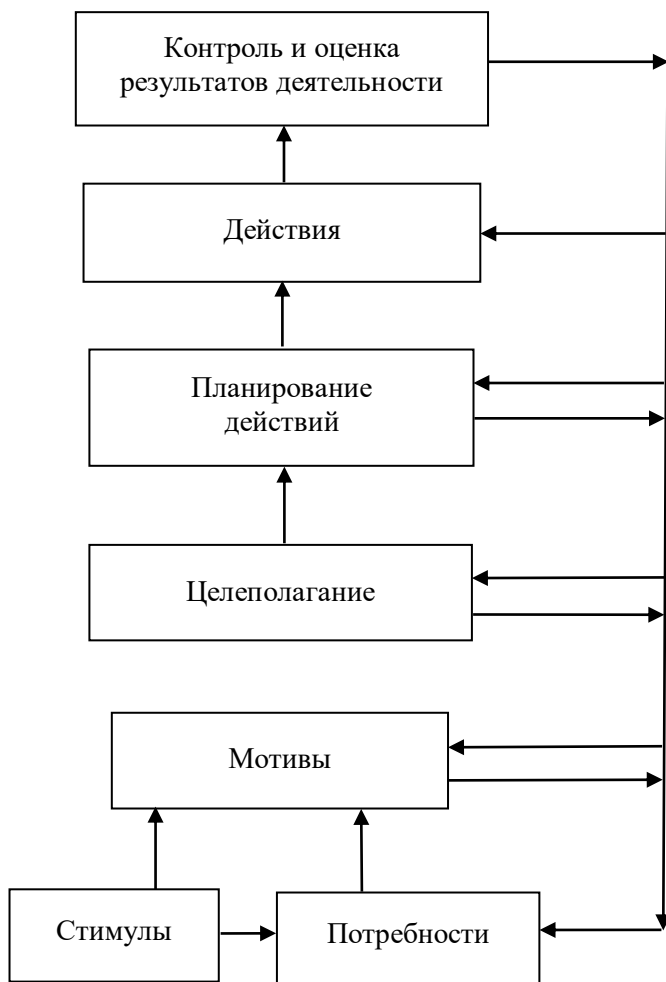 Контроль и оценка
результатов деятельности
Действия
Планирование
действий
Целеполагание
Мотивы
Стимулы
Потребности